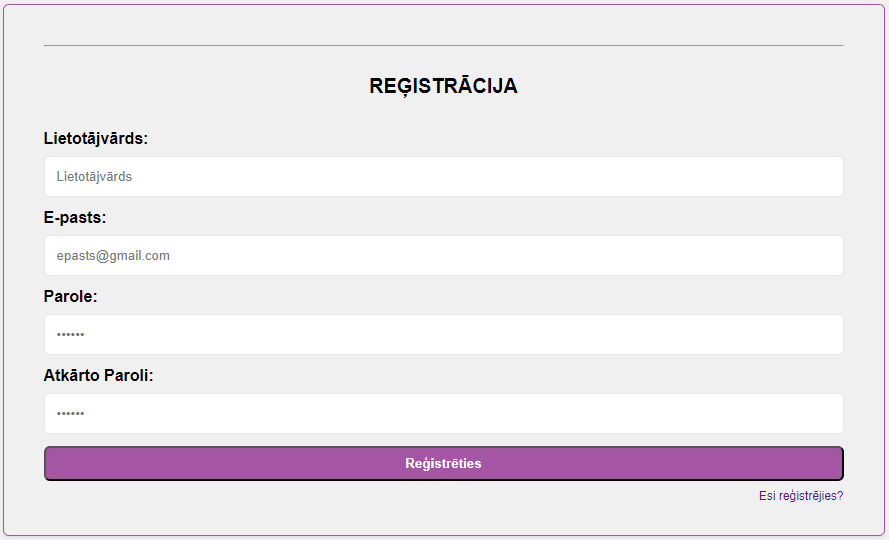 REĢISTRĀCIJA
Lietotājvārds:
Lietotājvārds
E-pasts:
epasts@gmail.com
Parole:
••••••
Atkārto Paroli:
••••••
Reģistrēties
Esi reģistrējies?